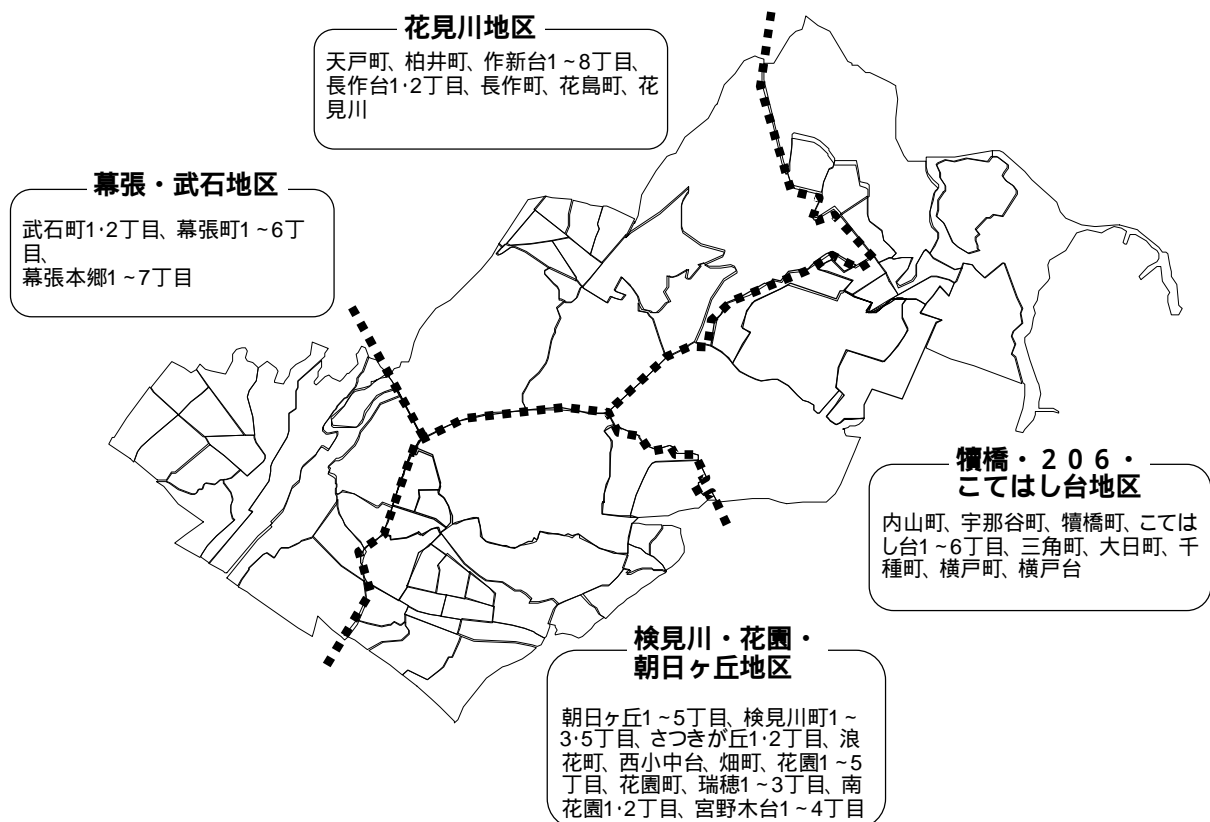 花見川地区
天戸町、柏井町、作新台1~8丁目、
長作台1·2丁目、長作町、花島町、花
見川
幕張・武石地区
武石町1·2丁目、幕張町1~6丁
目、
幕張本郷1~7丁目
犢橋・２０６・
こてはし台地区
内山町、宇那谷町、犢橋町、こては
し台1~6丁目、三角町、大日町、千
種町、横戸町、横戸台
検見川・花園・
朝日ヶ丘地区
朝日ヶ丘1~5丁目、検見川町1~
3·5丁目、さつきが丘1·2丁目、浪
花町、西小中台、畑町、花園1~5
丁目、花園町、瑞穂1~3丁目、南
花園1·2丁目、宮野木台1~4丁目